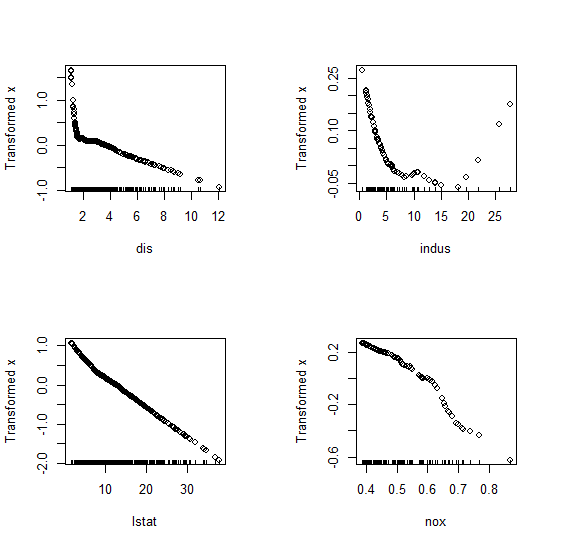 Transformed x
1.0
0.0
-1.0
2 4 6 8 10 12
dis
Transformed x
0.25
0.10
-0.05
0 5 10 15 20 25
indus
Transformed x
1.0
0.0
-1.0
-2.0
10 20 30
lstat
Transformed x
0.2
-0.2
-0.6
0.4 0.5 0.6 0.7 0.8
nox